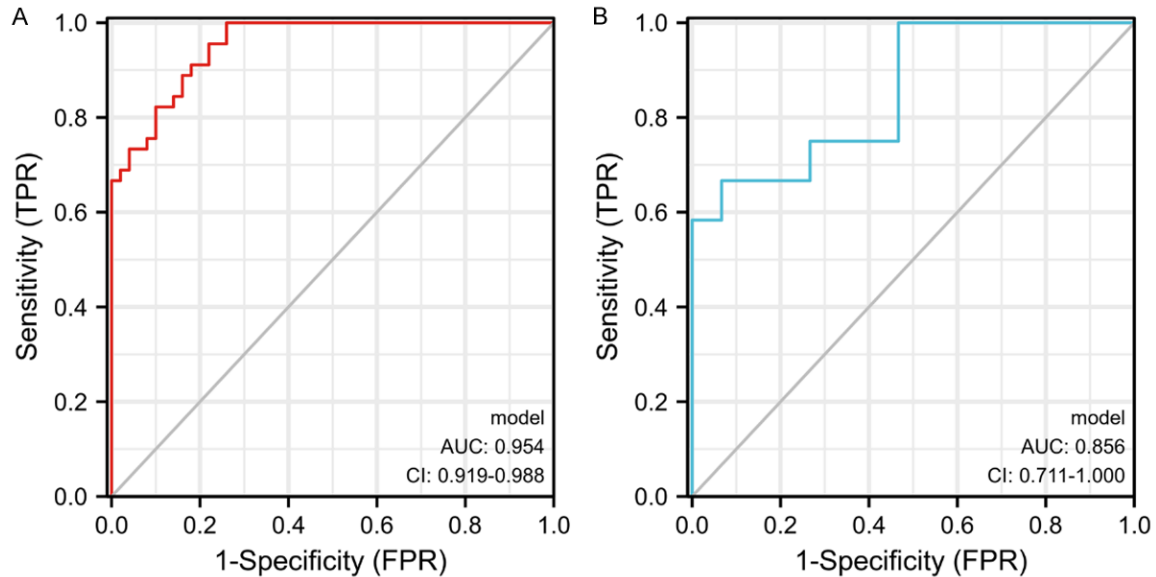 A
1.0
0.8
0.6
0.4
0.2
0.0
Sensitivity (TPR)
model
AUC: 0.954
CI: 0.919-0.988
0.0 0.2 0.4 0.6 0.8 1.0
1-Specificity (FPR)
B
1.0
0.8
0.6
0.4
0.2
0.0
Sensitivity (TPR)
model
AUC: 0.856
CI: 0.711-1.000
0.0 0.2 0.4 0.6 0.8 1.0
1-Specificity (FPR)